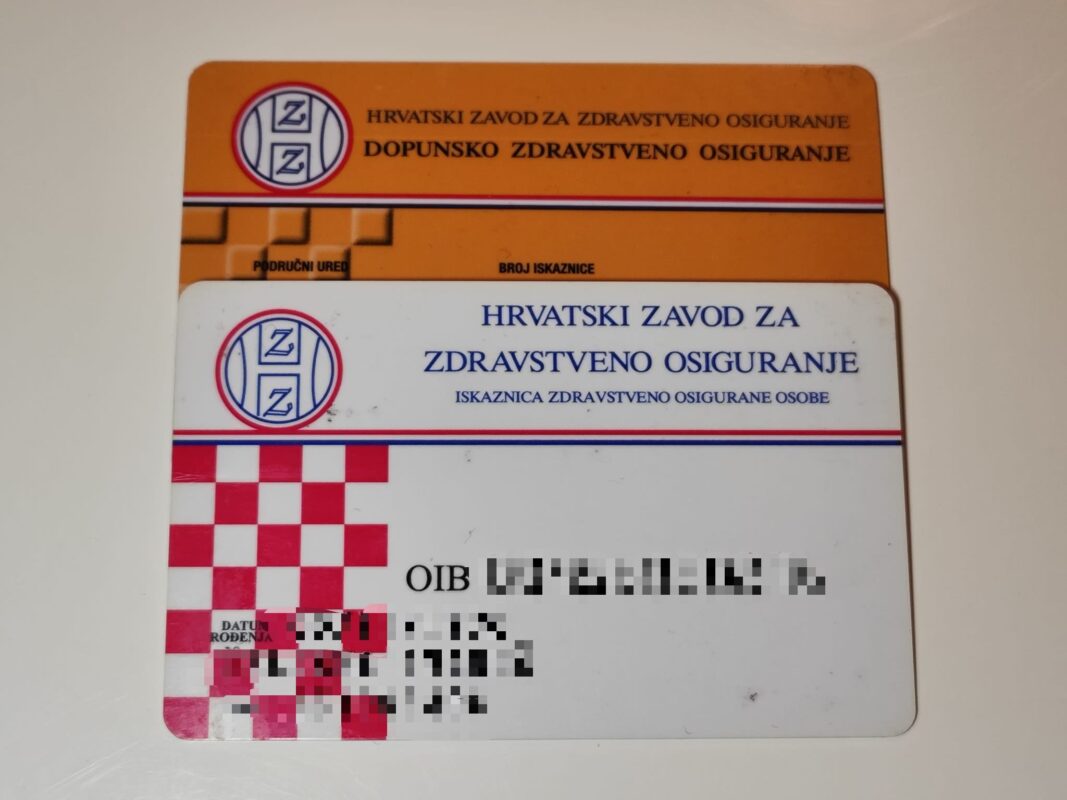 Z
Z
HRVATSKI ZAVOD ZA ZDRAVSTVENO OSIGURANJE
DOPUNSKO ZDRAVSTVENO OSIGURANJE
PODRUČNI URED BROJ ISKAZNICE
Z
Z
HRVATSKI ZAVOD ZA
ZDRAVSTVENO OSIGURANJE
ISKAZNICA ZDRAVSTVENO OSIGURANE OSOBE
OIB
DATUM
ROĐENJA